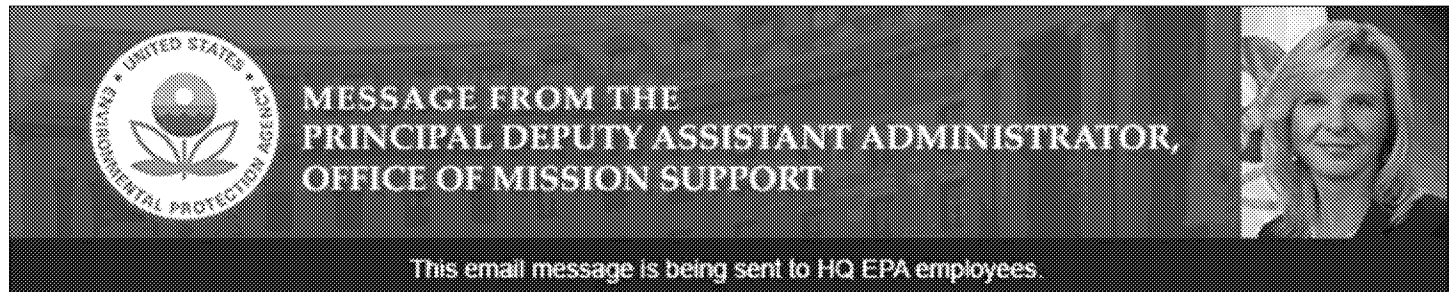 UNITED STATES
ENVIRONMENTAL PROTECTION AGENCY
MESSAGE FROM THE
PRINCIPAL DEPUTY ASSISTANT ADMINISTRATOR,
OFFICE OF MISSION SUPPORT
This email message is being sent to HQ EPA employees.